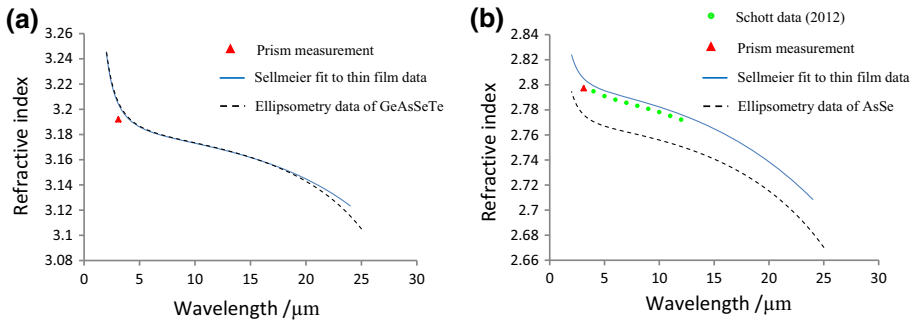 (a)
Refractive index
3.26
3.24
3.22
3.2
3.18
3.16
3.14
3.12
3.1
3.08
0 5 10 15 20 25 30
Wavelength /μm
Prism measurement
Sellmeier fit to thin film data
Ellipsometry data of GeAsSeTe
(b)
Refractive index
2.84
2.82
2.8
2.78
2.76
2.74
2.72
2.7
2.68
2.66
0 5 10 15 20 25 30
Wavelength /μm
Schott data (2012)
Prism measurement
Sellmeier fit to thin film data
Ellipsometry data of AsSe